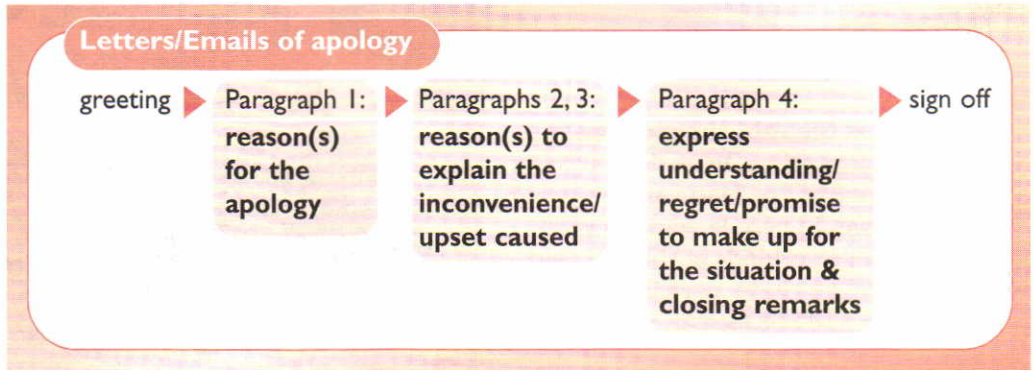 Letters/Emails of apology
greeting
Paragraph 1:
reason(s)
for the
apology
Paragraphs 2, 3:
reason(s) to
explain the
inconvenience/
upset caused
Paragraph 4:
express
understanding/
regret/promise
to make up for
the situation &
closing remarks
sign off